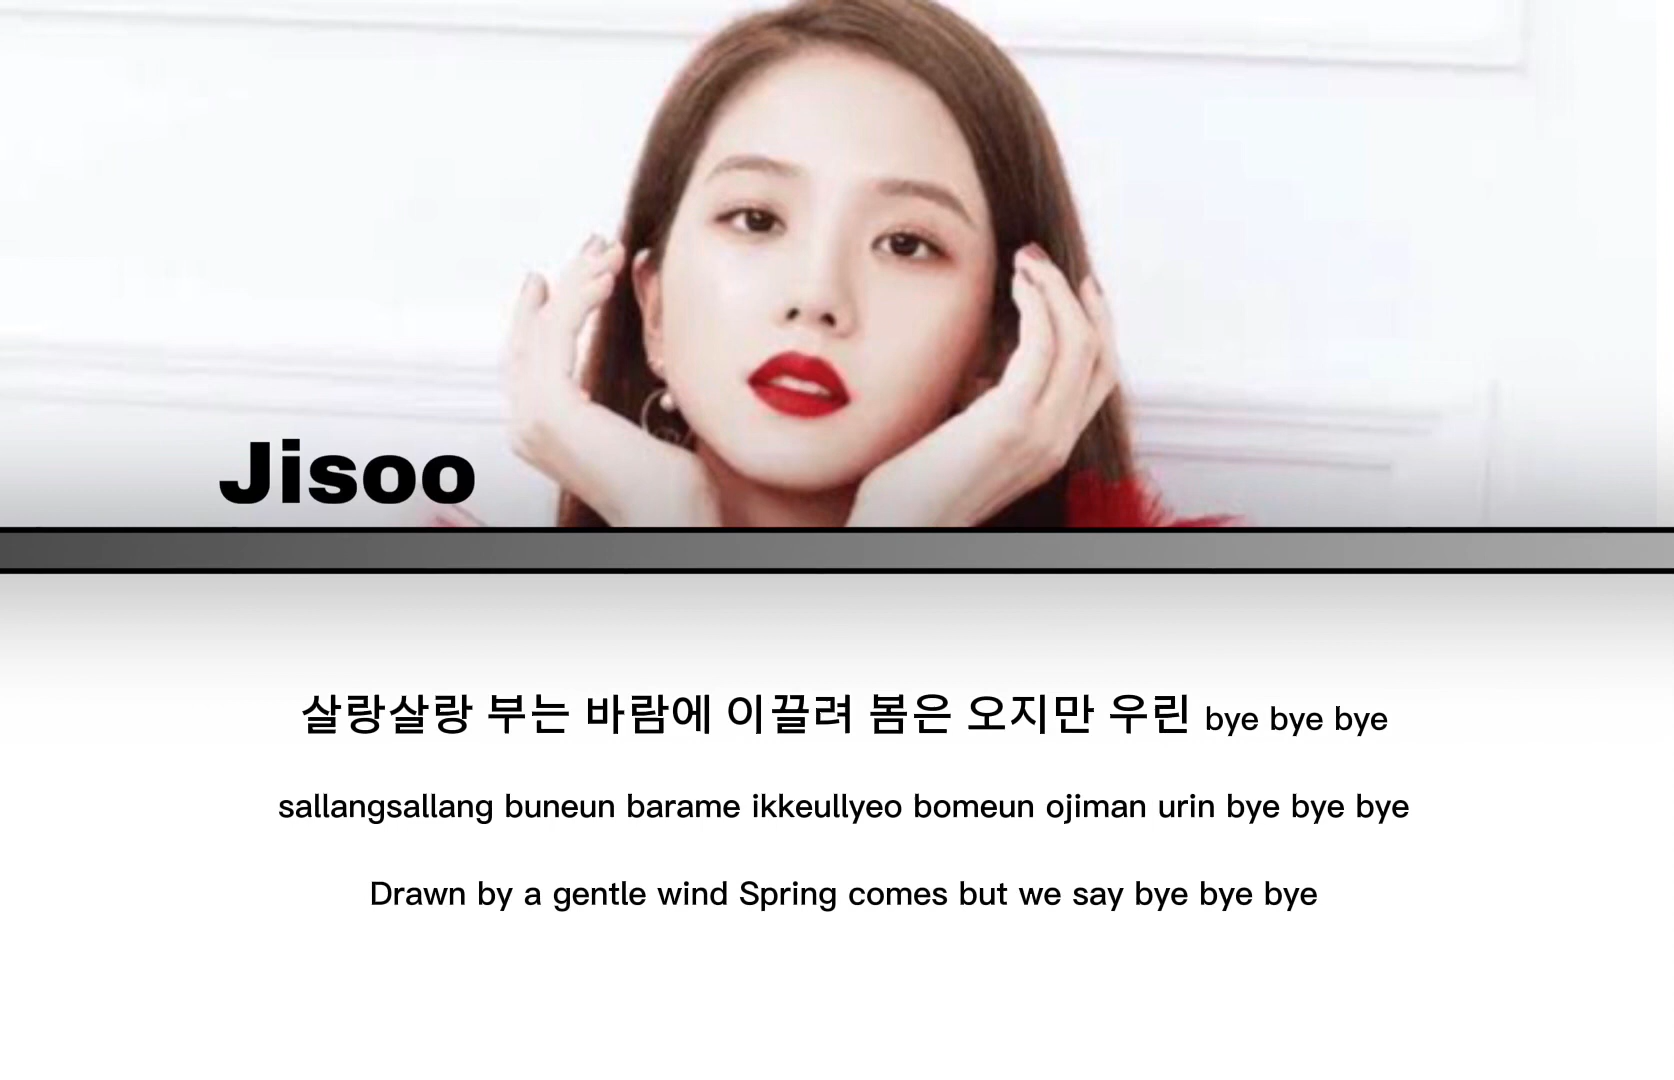 Jisoo
살랑살랑 부는 바람에 이끌려 봄은 오지만 우린 bye bye bye
sallangsallang buneun barame ikkeullyeo bomeun ojiman urin bye bye bye
Drawn by a gentle wind Spring comes but we say bye bye bye